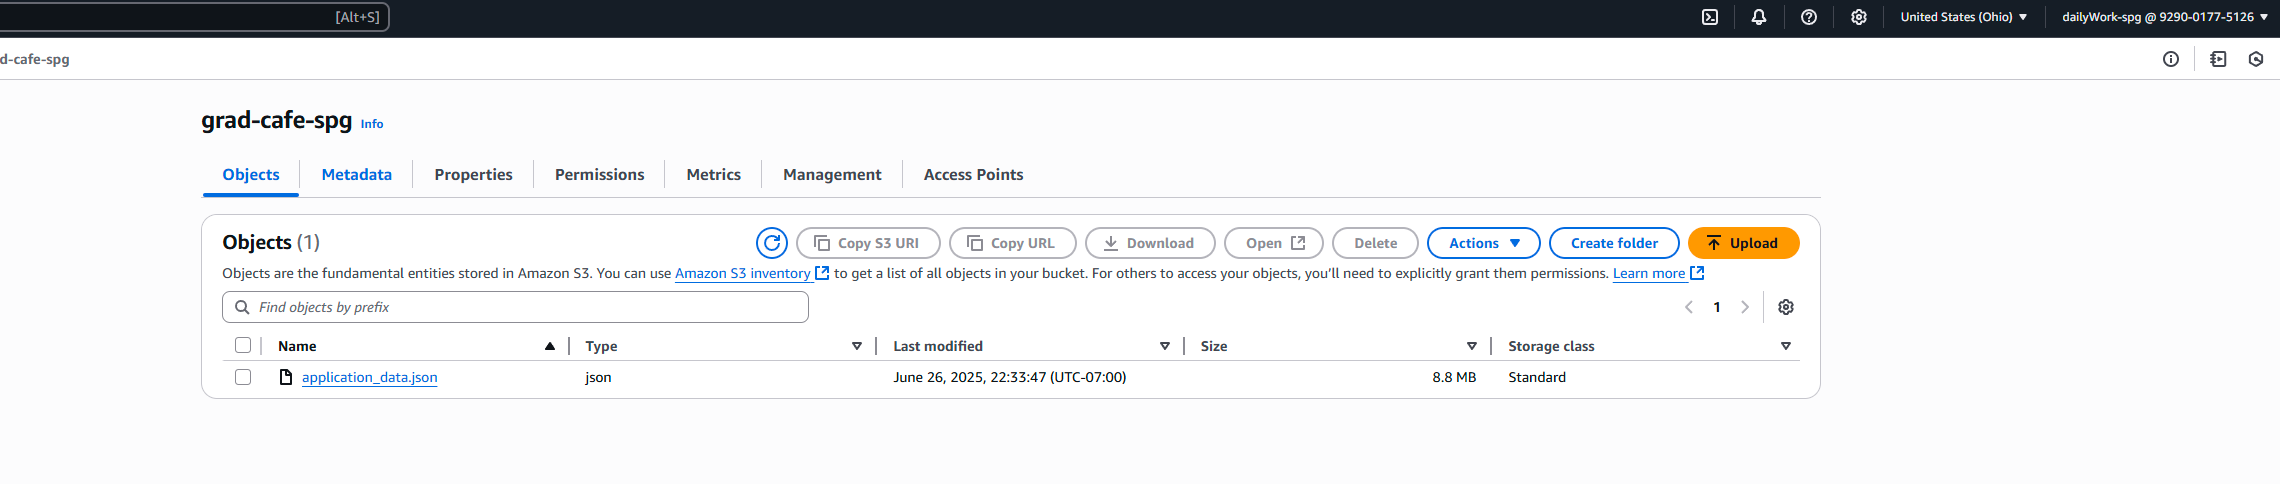 [Alt+S] United States (Ohio) dailyWork-spg @ 9290-0177-5126
d-cafe-spg
grad-cafe-spg Info
Objects Metadata Properties Permissions Metrics Management Access Points
Objects (1) Copy S3 URI Copy URL Download Open Delete Actions Create folder Upload
Objects are the fundamental entities stored in Amazon S3. You can use Amazon S3 inventory to get a list of all objects in your bucket. For others to access your objects, you'll need to explicitly grant them permissions. Learn more
Find objects by prefix 1
Name Type Last modified Size Storage class
application_data.json json June 26, 2025, 22:33:47 (UTC-07:00) 8.8 MB Standard